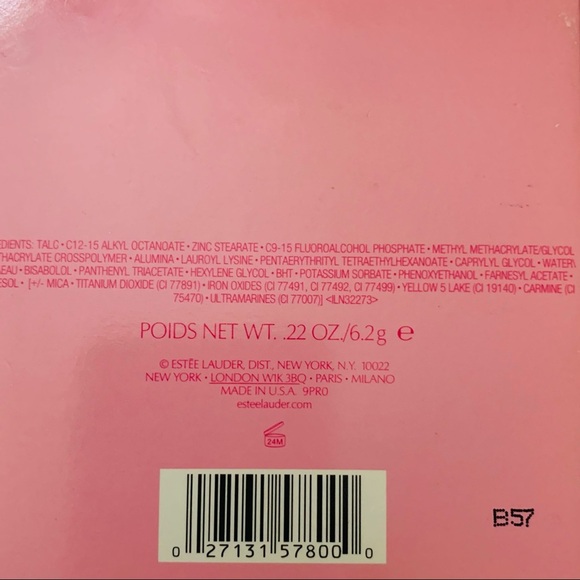 EDIENTS: TALC • C12-15 ALKYL OCTANOATE • ZINC STEARATE • C9-15 FLUOROALCOHOL PHOSPHATE • METHYL METHACRYLATE/GLYCOL
THACRYLATE CROSSPOLYMER • ALUMINA • LAUROYL LYSINE • PENTAERYTHRITYL TETRAETHYLHEXANOATE • CAPRYLYL GLYCOL • WATER\
EAU • BISABOLOL • PANTHENYL TRIACETATE • HEXYLENE GLYCOL • BHT • POTASSIUM SORBATE • PHENOXYETHANOL • FARNESYL ACETATE •
ESOL • [+/- MICA • TITANIUM DIOXIDE (CI 77891) • IRON OXIDES (CI 77491, CI 77492, CI 77499) • YELLOW 5 LAKE (CI 19140) • CARMINE (CI
75470) • ULTRAMARINES (CI 77007)] <ILN32273>
POIDS NET WT. .22 OZ./6.2g e
© ESTĒE LAUDER, DIST., NEW YORK, N.Y. 10022
NEW YORK • LONDON W1K 3BQ • PARIS • MILANO
MADE IN U.S.A. 9PR0
esteelauder.com
24M
0 27131 57800 0
B57